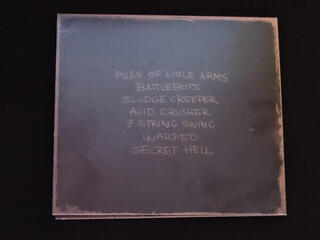 PILES OF LITTLE ARMS
BATTLEBOTS
SLUDGE CREEPER
ACID CRUSHER
7 STRING SWING
WARPED
SECRET HELL